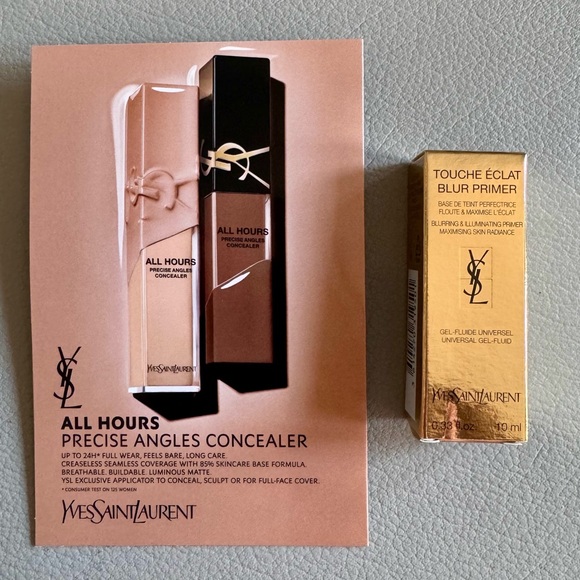 YSL
ALL HOURS
PRECISE ANGLES
CONCEALER
YVESSAINTLAURENT
YSL
ALL HOURS
PRECISE ANGLES
CONCEALER
YSL
ALL HOURS
PRECISE ANGLES CONCEALER
UP TO 24H* FULL WEAR, FEELS BARE, LONG CARE.
CREASELESS SEAMLESS COVERAGE WITH 85% SKINCARE BASE FORMULA.
BREATHABLE. BUILDABLE. LUMINOUS MATTE.
YSL EXCLUSIVE APPLICATOR TO CONCEAL, SCULPT OR FOR FULL-FACE COVER.
* CONSUMER TEST ON 125 WOMEN
YVESSAINTLAURENT
TOUCHE ÉCLAT
BLUR PRIMER
BASE DE TEINT PERFECTRICE
FLOUTE & MAXIMISE L'ÉCLAT
BLURRING & ILLUMINATING PRIMER
MAXIMISING SKIN RADIANCE
YSL
GEL-FLUIDE UNIVERSEL
UNIVERSAL GEL-FLUID
YVESSAINTLAURENT
0.33 fl.oz. 10 ml